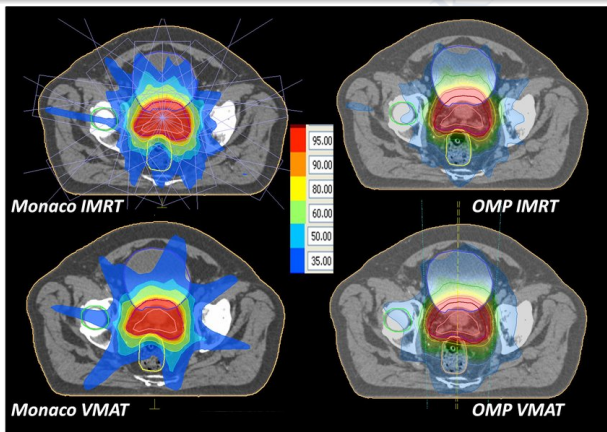 Monaco IMRT
OMP IMRT
95.00
90.00
80.00
60.00
50.00
35.00
Monaco VMAT
OMP VMAT